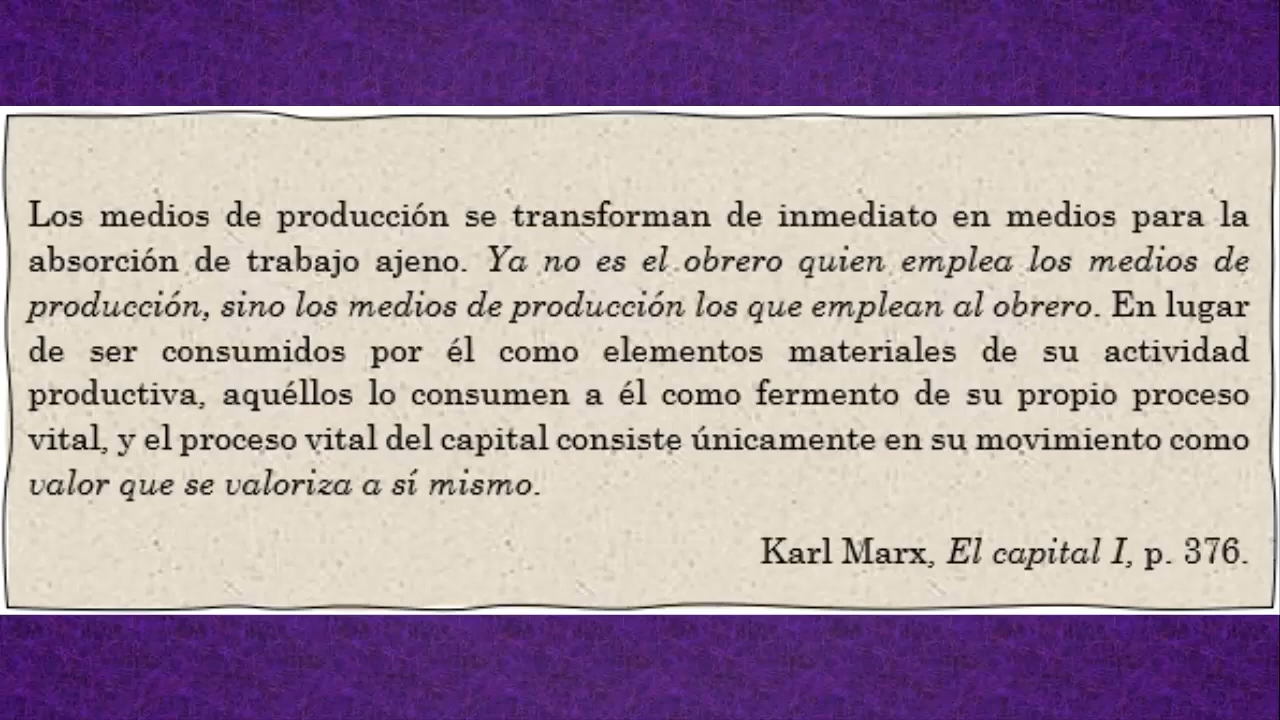 Los medios de producción se transforman de inmediato en medios para la
absorción de trabajo ajeno. Ya no es el obrero quien emplea los medios de
producción, sino los medios de producción los que emplean al obrero. En lugar
de ser consumidos por él como elementos materiales de su actividad
productiva, aquéllos lo consumen a él como fermento de su propio proceso
vital, y el proceso vital del capital consiste únicamente en su movimiento como
valor que se valoriza a sí mismo.
Karl Marx, El capital I, p. 376.